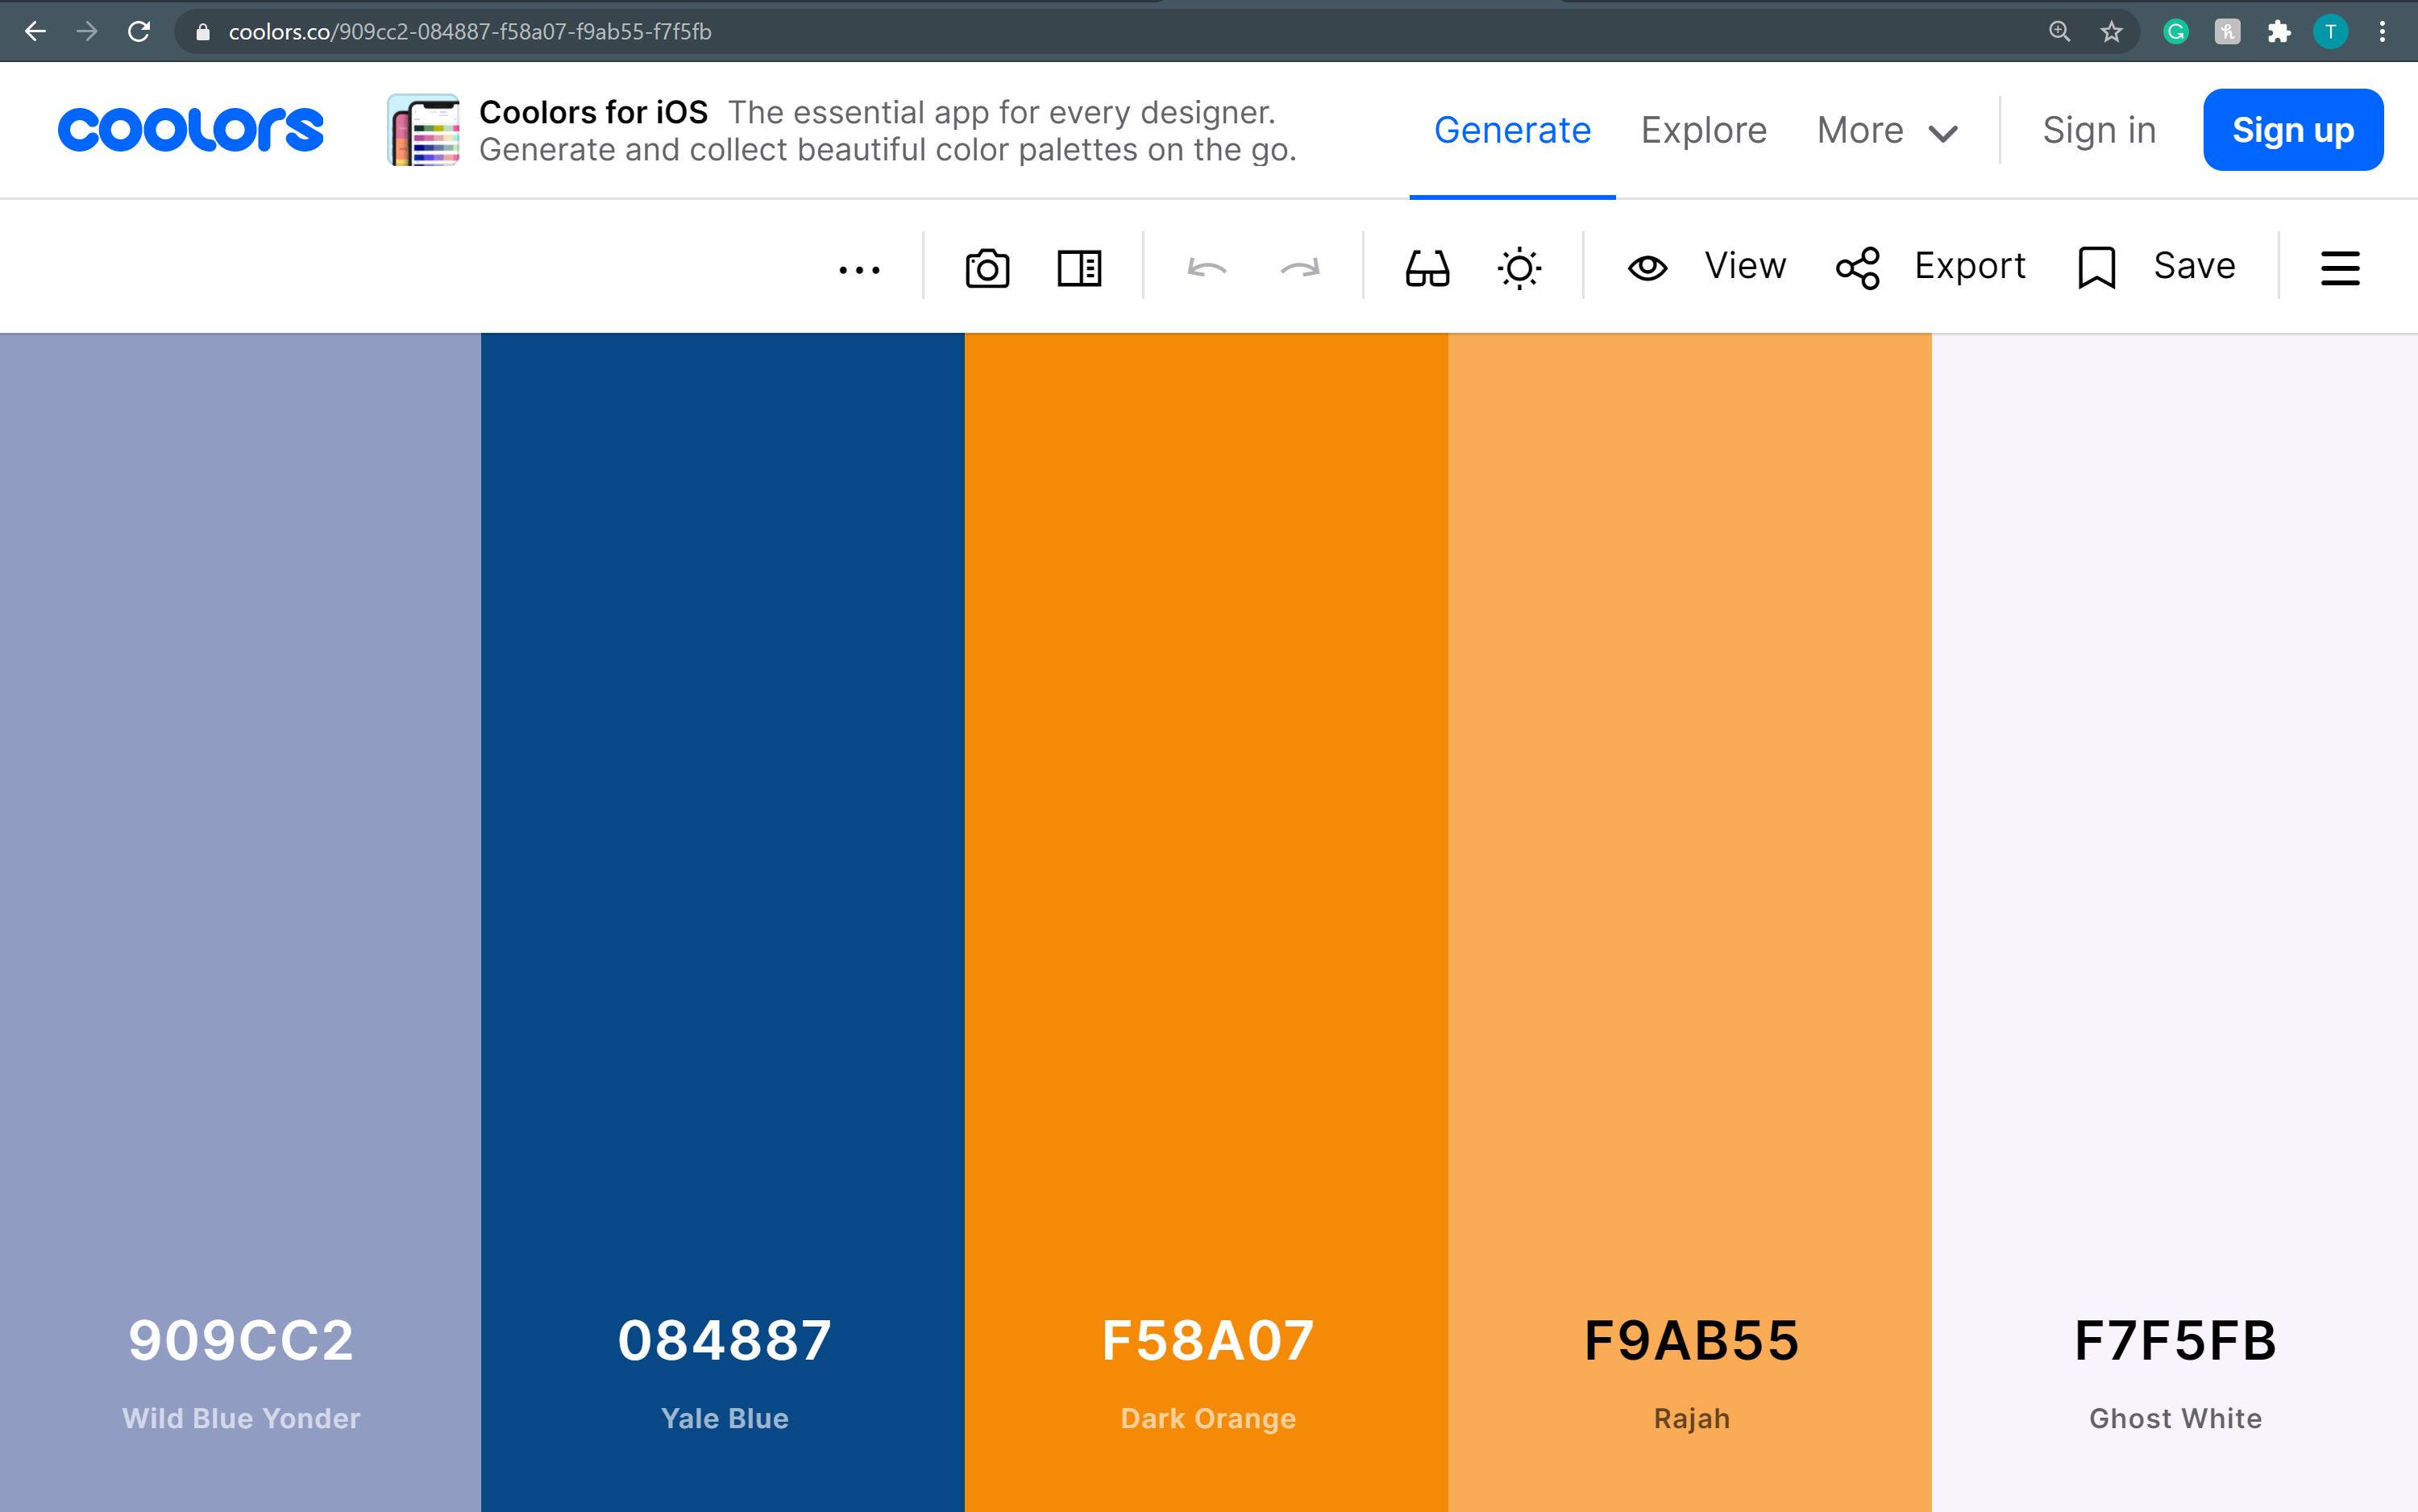 coolors.co/909cc2-084887-f58a07-f9ab55-f7f5fb
T
coolors
Coolors for iOS The essential app for every designer.
Generate and collect beautiful color palettes on the go.
Generate
Explore
More
Sign in
Sign up
View
Export
Save
909CC2
Wild Blue Yonder
084887
Yale Blue
F58A07
Dark Orange
F9AB55
Rajah
F7F5FB
Ghost White